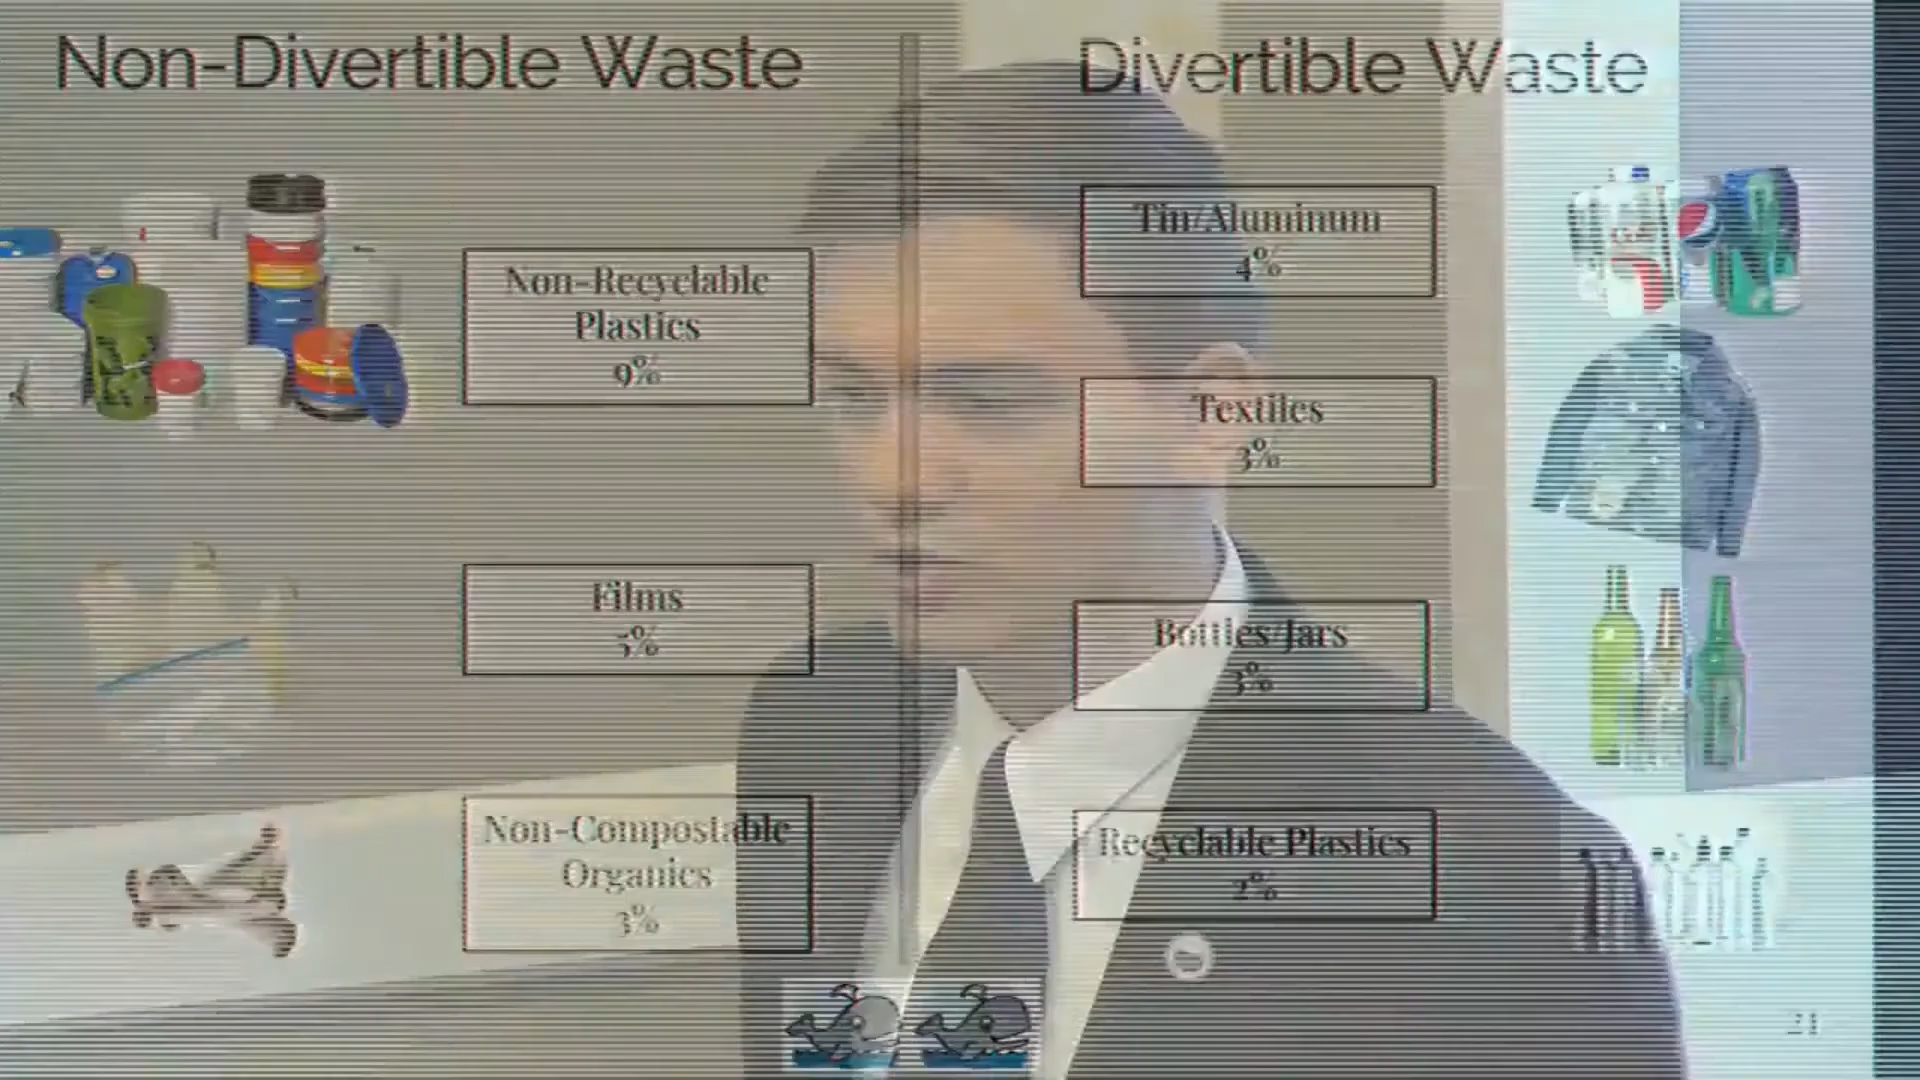 Non-Divertible Waste
Non-Recyclable
Plastics
9%
Films
5%
Non-Compostable
Organics
3%
Divertible Waste
Tin/Aluminum
4%
Textiles
3%
Bottles/Jars
3%
Recyclable Plastics
2%
21